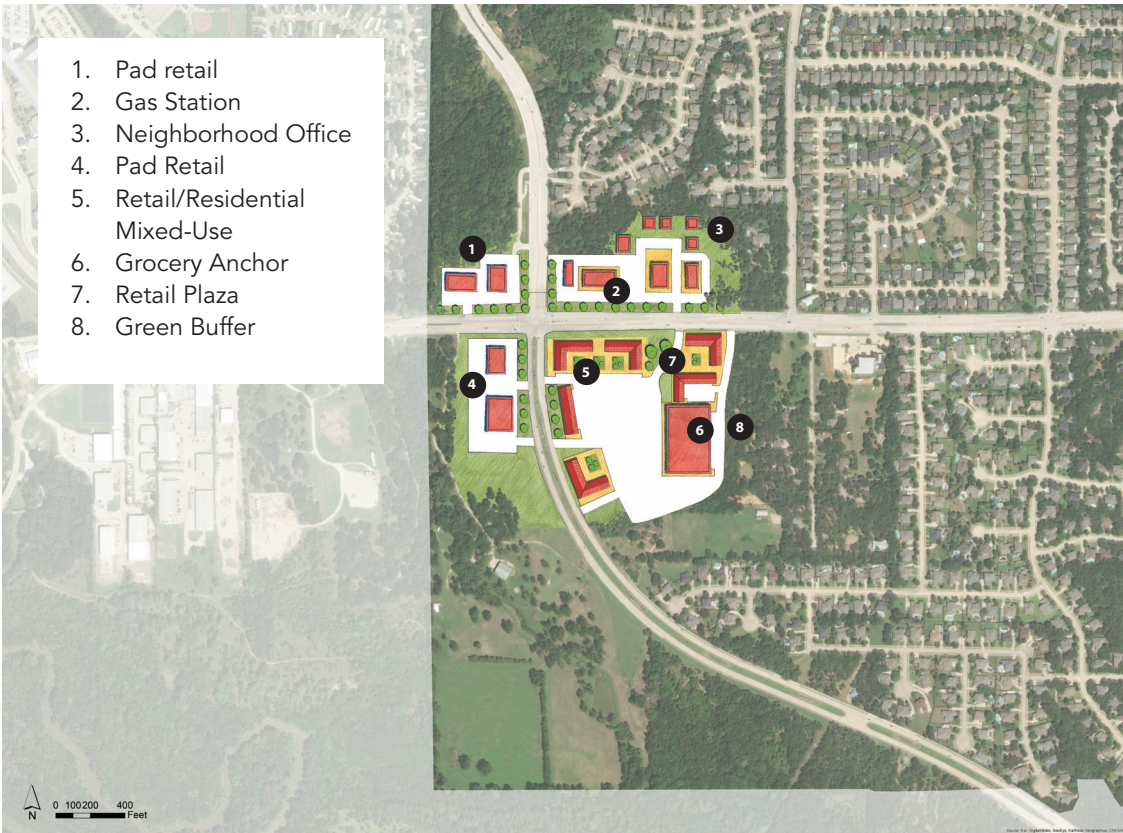 1. Pad retail
2. Gas Station
3. Neighborhood Office
4. Pad Retail
5. Retail/Residential
Mixed-Use
6. Grocery Anchor
7. Retail Plaza
8. Green Buffer
1
3
2
5
7
4
6
8
N
0 100200 400
Feet